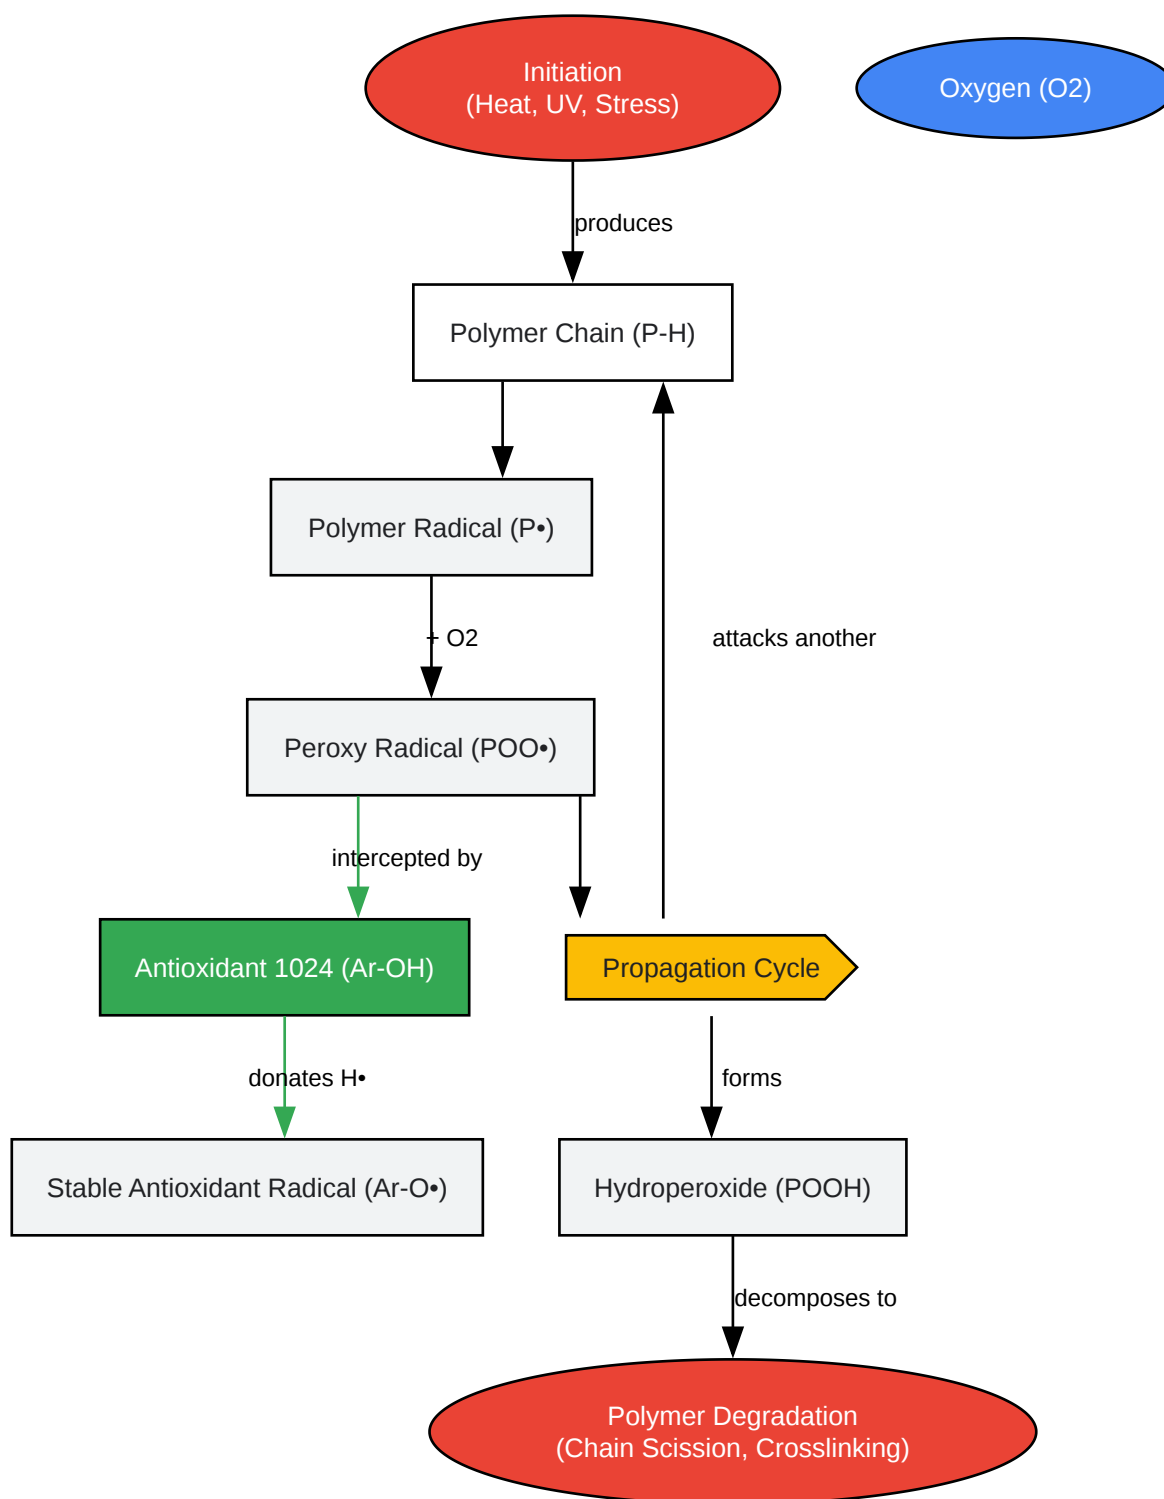 Initiation
(Heat, UV, Stress)
Oxygen (O2)
produces
Polymer Chain (P-H)
Polymer Radical (P•)
+ O2
attacks another
Peroxy Radical (POO•)
intercepted by
Antioxidant 1024 (Ar-OH)
Propagation Cycle
donates H•
forms
Stable Antioxidant Radical (Ar-O•)
Hydroperoxide (POOH)
decomposes to
Polymer Degradation
(Chain Scission, Crosslinking)